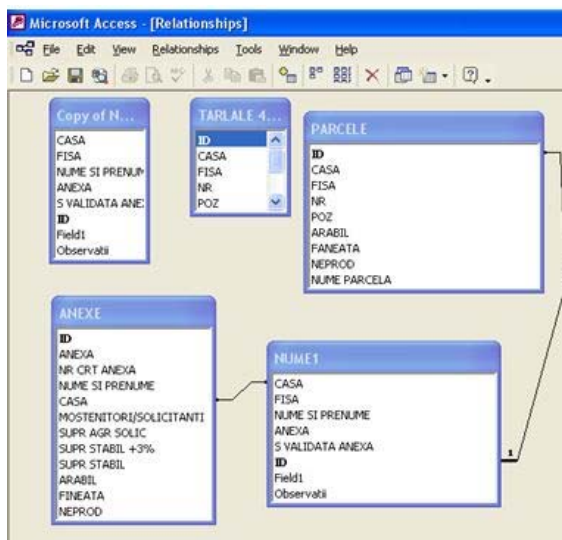 Microsoft Access - [Relationships]
File Edit View Relationships Tools Window Help
Copy of N...
CASA
FISA
NUME SI PRENUM
ANEXA
S VALIDATA ANE
ID
Field1
Observatii
TARLALE 4...
ID
CASA
FISA
NR
POZ
PARCELE
ID
CASA
FISA
NR
POZ
ARABIL
FANEATA
NEPROD
NUME PARCELA
ANEXE
ID
ANEXA
NR CRT ANEXA
NUME SI PRENUME
CASA
MOSTENITORI/SOLICITANTI
SUPR AGR SOLIC
SUPR STABIL +3%
SUPR STABIL
ARABIL
FINEATA
NEPROD
NUME1
CASA
FISA
NUME SI PRENUME
ANEXA
S VALIDATA ANEXA
ID
Field1
Observatii
1